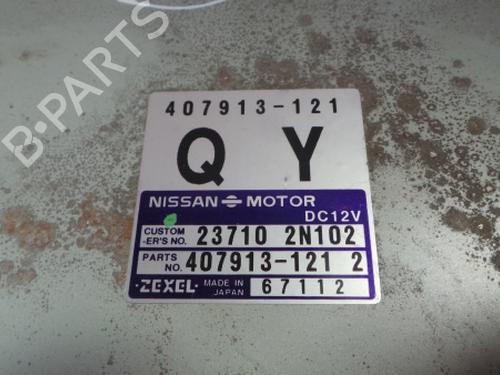 B·PARTS
407913-121
Q Y
NISSAN MOTOR
DC12V
CUSTOM -ER'S NO. 23710 2N102
PARTS NO. 407913-121 2
·ZEXEL· MADE IN JAPAN 67112